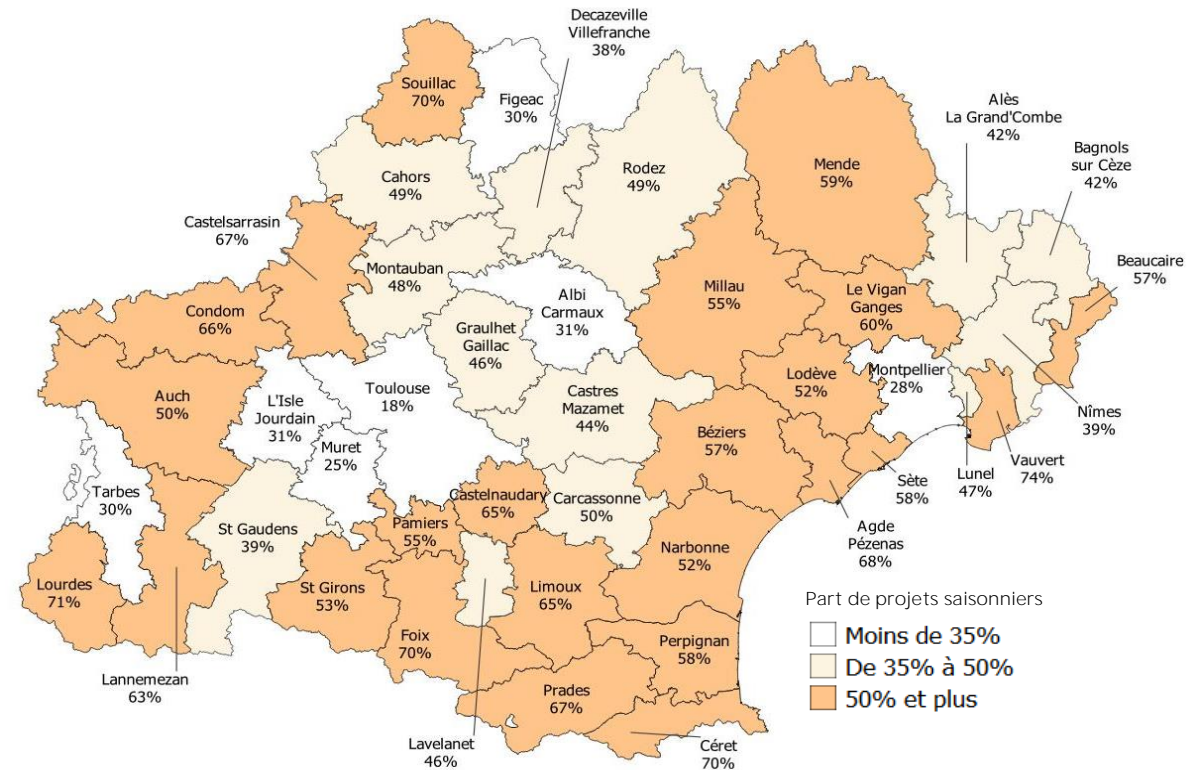 Decazeville
Villefranche
38%
Souillac
70%
Figeac
30%
Alès
La Grand'Combe
42%
Bagnols
sur Cèze
42%
Mende
59%
Rodez
49%
Cahors
49%
Castelsarrasin
67%
Beaucaire
57%
Montauban
48%
Millau
55%
Le Vigan
Ganges
60%
Albi
Carmaux
31%
Condom
66%
Graulhet
Gaillac
46%
Lodève
52%
Montpellier
28%
Toulouse
18%
Auch
50%
L'Isle
Jourdain
31%
Castres
Mazamet
44%
Nîmes
39%
Béziers
57%
Muret
25%
Vauvert
74%
Lunel
47%
Sète
58%
Tarbes
30%
Castelnaudary
65%
Carcassonne
50%
Pamiers
55%
St Gaudens
39%
Agde
Pézenas
68%
Narbonne
52%
Lourdes
71%
St Girons
53%
Limoux
65%
Foix
70%
Perpignan
58%
Lannemezan
63%
Prades
67%
Lavelanet
46%
Céret
70%
Part de projets saisonniers
Moins de 35%
De 35% à 50%
50% et plus